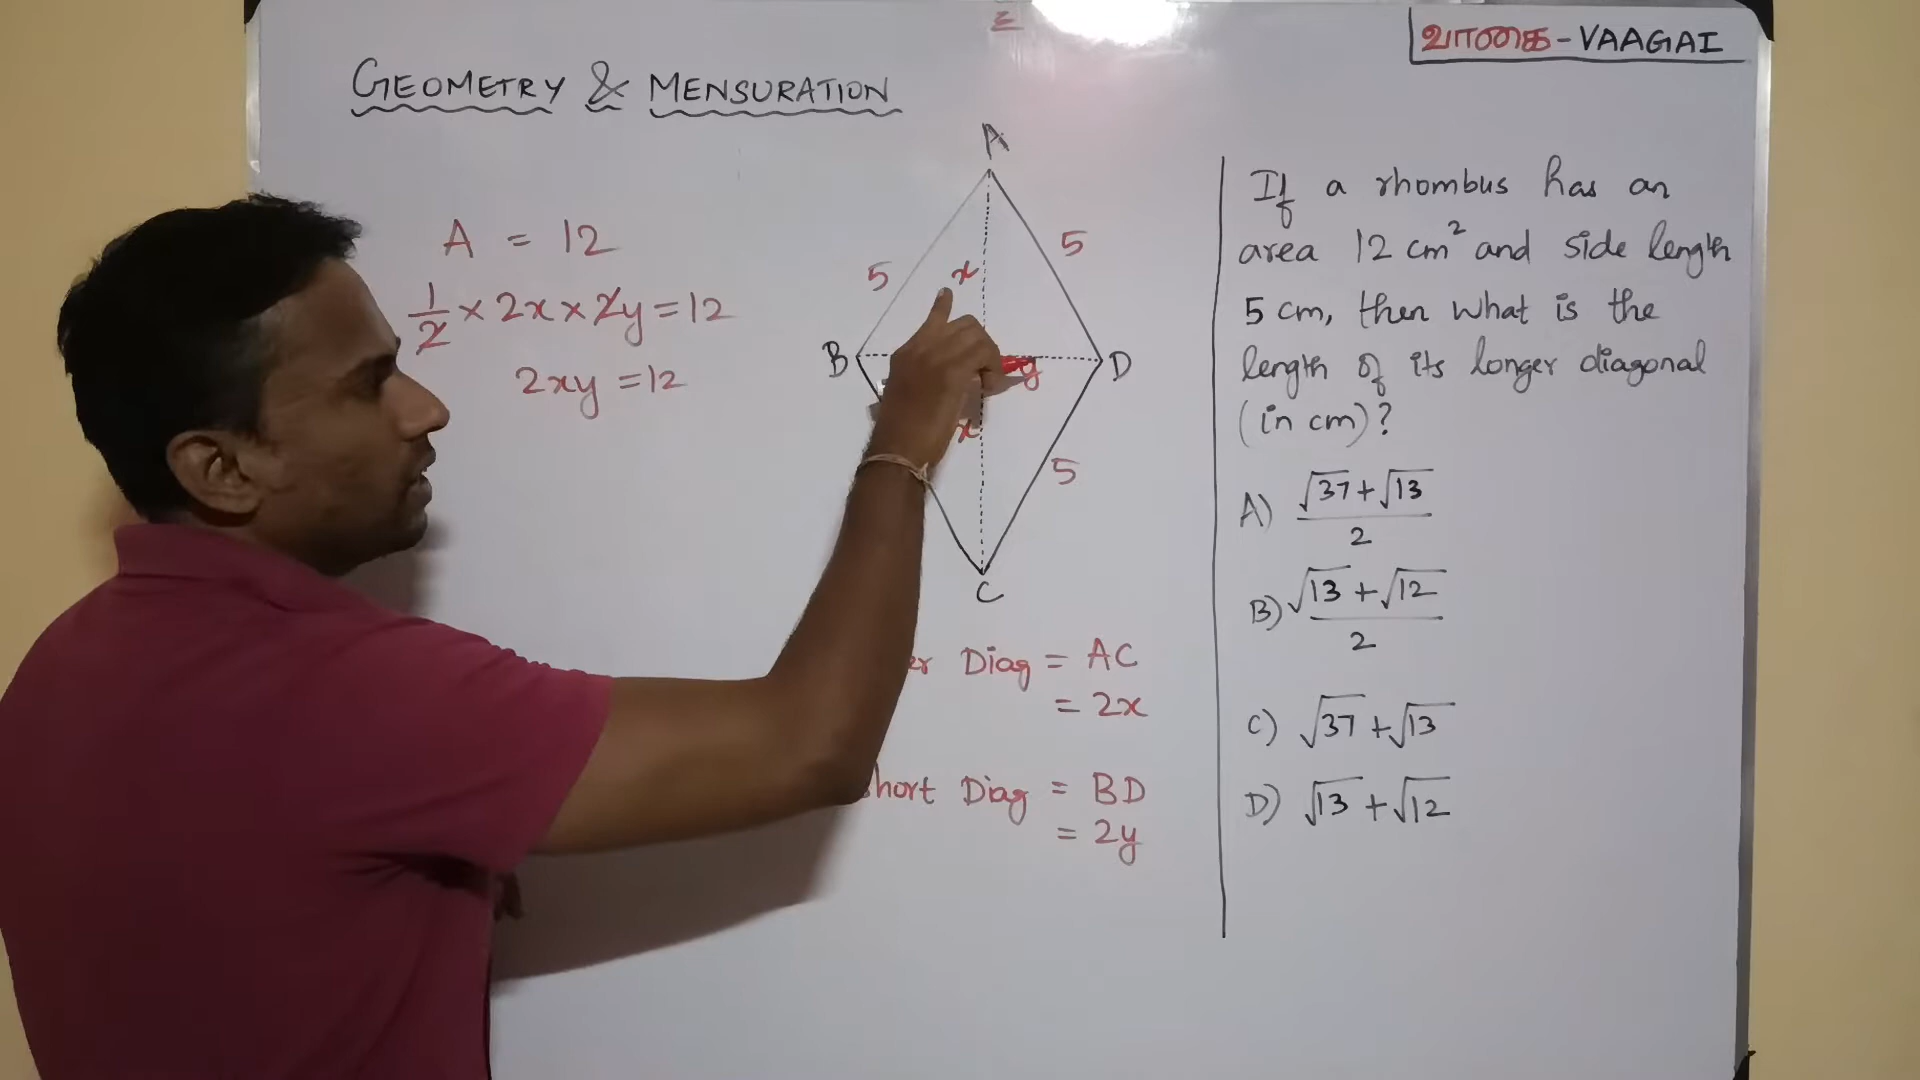 வாகை - VAAGAI
GEOMETRY & MENSURATION
A = 12
1/2 × 2x × 2y = 12
2xy = 12
A
5
5
x
B
y
D
x
5
C
Diag = AC
= 2x
Short Diag = BD
= 2y
If a rhombus has an
area 12 cm² and side length
5 cm, then what is the
length of its longer diagonal
(in cm)?
A) (√37 + √13)/2
B) (√13 + √12)/2
C) √37 + √13
D) √13 + √12